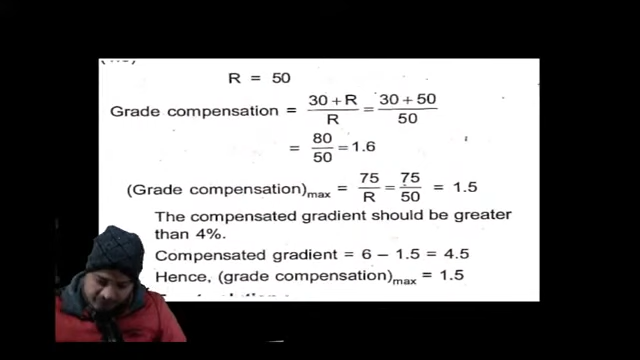 R = 50
Grade compensation = 30 + R / R = 30 + 50 / 50
= 80 / 50 = 1.6
(Grade compensation)max = 75 / R = 75 / 50 = 1.5
The compensated gradient should be greater
than 4%.
Compensated gradient = 6 − 1.5 = 4.5
Hence, (grade compensation)max = 1.5